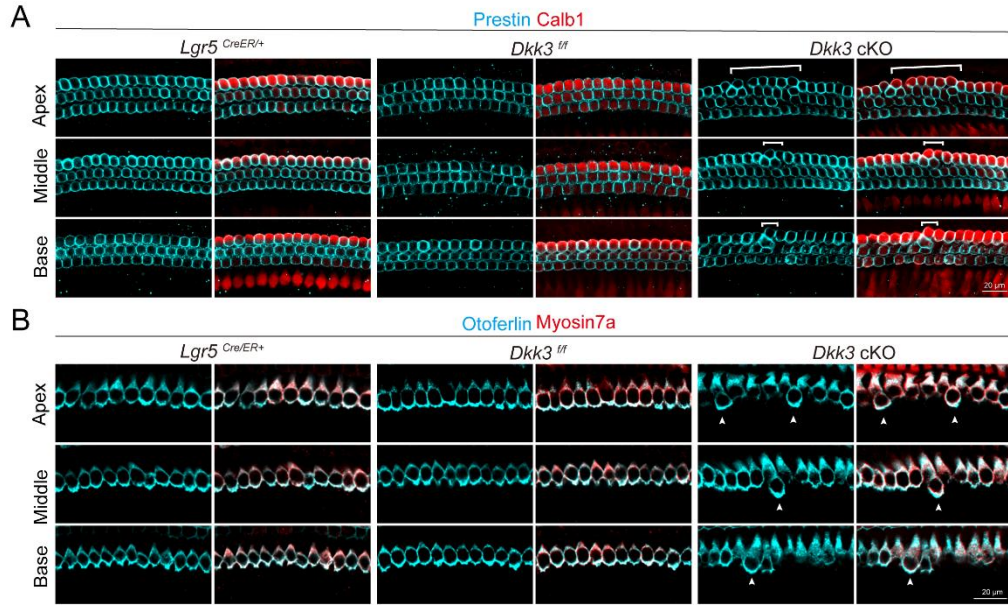 A
Prestin Calb1
Lgr5 CreER/+ Dkk3 f/f Dkk3 cKO
Apex
Middle
Base
20 μm
B
Otoferlin Myosin7a
Lgr5 Cre/ER+ Dkk3 f/f Dkk3 cKO
Apex
Middle
Base
20 μm